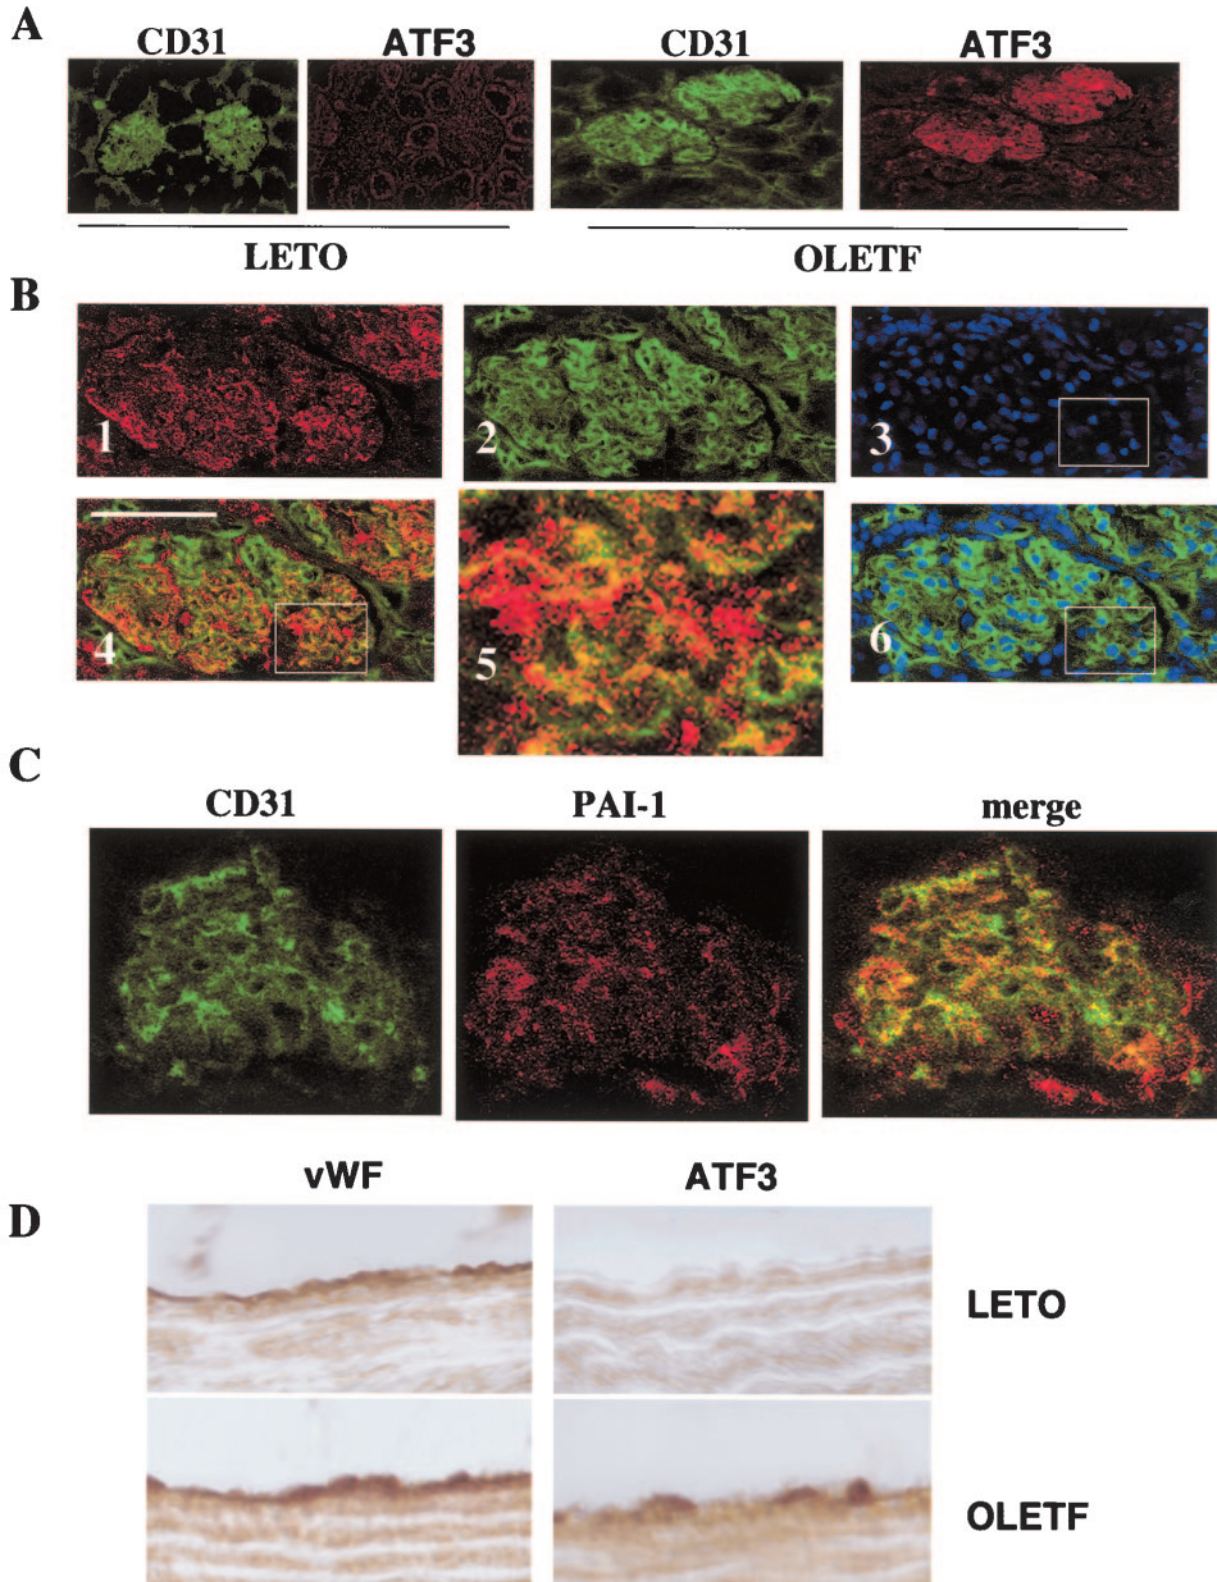 A
CD31
ATF3
CD31
ATF3
LETO
OLETF
B
1
2
3
4
5
6
C
CD31
PAI-1
merge
vWF
ATF3
D
LETO
OLETF